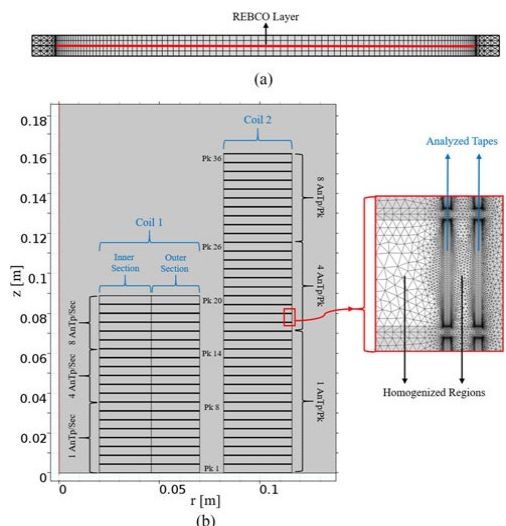 REBCO Layer
(a)
0.18
0.16
0.14
0.12
0.1
0.08
0.06
0.04
0.02
0
z [m]
Coil 2
Pk 36
Pk 26
Pk 20
Pk 14
Pk 8
Pk 1
8 AnTp/Pk
4 AnTp/Pk
1 AnTp/Pk
Coil 1
Inner
Section
Outer
Section
8 AnTp/Sec
4 AnTp/Sec
1 AnTp/Sec
0
0.05
0.1
r [m]
(b)
Analyzed Tapes
Homogenized Regions